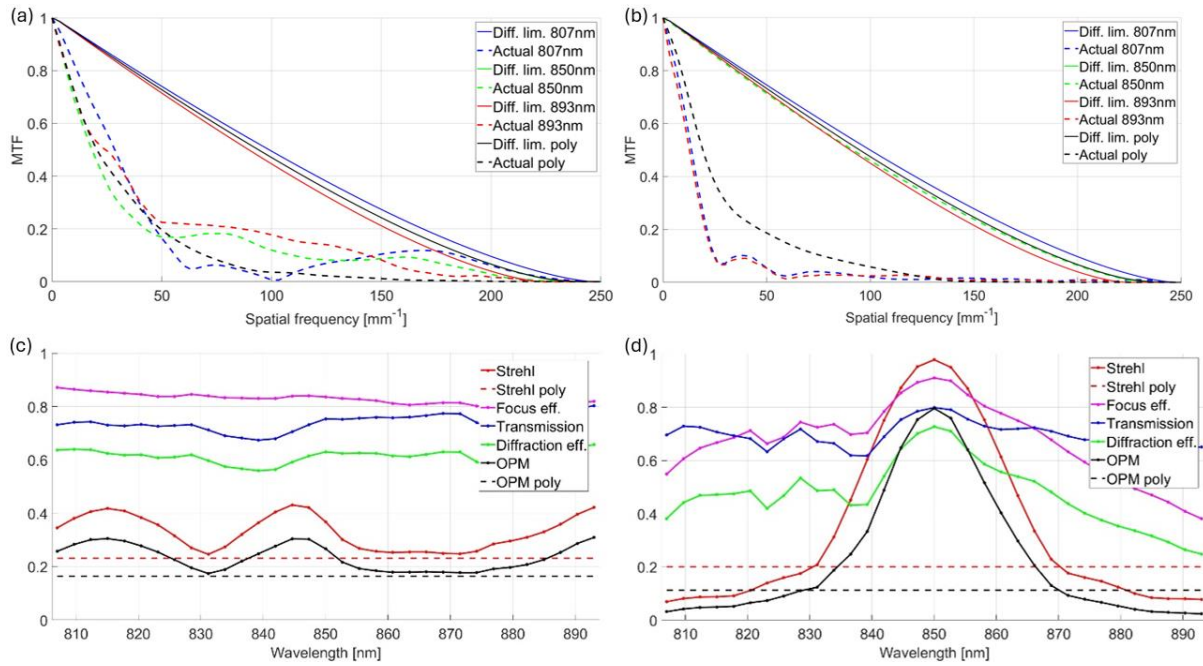 (a)
1
0.8
0.6
0.4
0.2
0
MTF
0 50 100 150 200 250
Spatial frequency [mm⁻¹]
Diff. lim. 807nm
Actual 807nm
Diff. lim. 850nm
Actual 850nm
Diff. lim. 893nm
Actual 893nm
Diff. lim. poly
Actual poly
(b)
1
0.8
0.6
0.4
0.2
0
MTF
0 50 100 150 200 250
Spatial frequency [mm⁻¹]
Diff. lim. 807nm
Actual 807nm
Diff. lim. 850nm
Actual 850nm
Diff. lim. 893nm
Actual 893nm
Diff. lim. poly
Actual poly
(c)
1
0.8
0.6
0.4
0.2
0
810 820 830 840 850 860 870 880 890
Wavelength [nm]
Strehl
Strehl poly
Focus eff.
Transmission
Diffraction eff.
OPM
OPM poly
(d)
1
0.8
0.6
0.4
0.2
0
810 820 830 840 850 860 870 880 890
Wavelength [nm]
Strehl
Strehl poly
Focus eff.
Transmission
Diffraction eff.
OPM
OPM poly